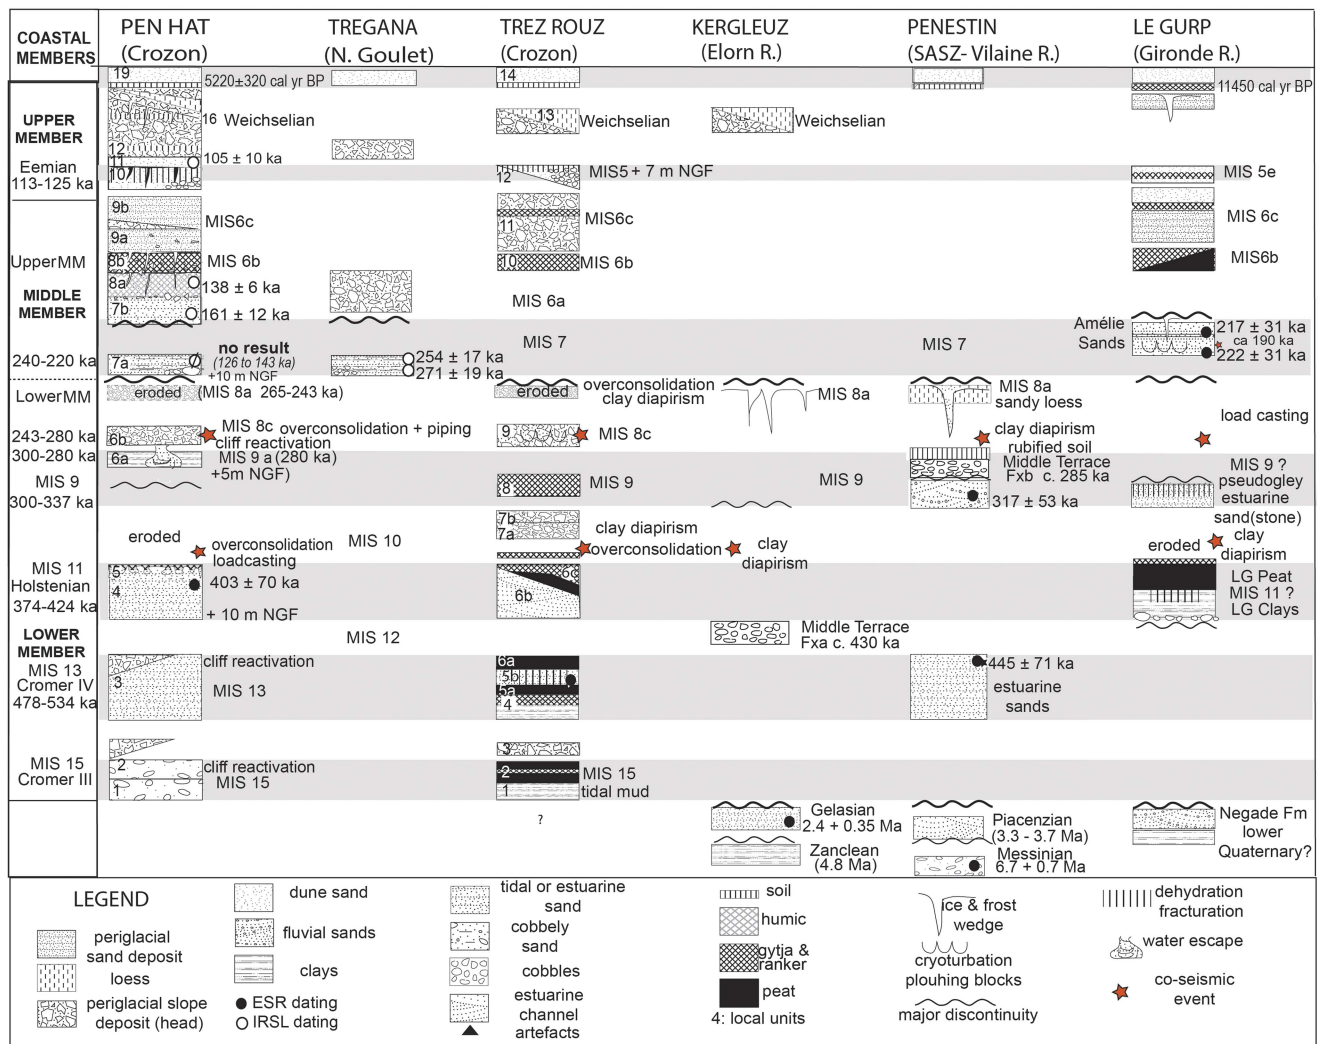 COASTAL
MEMBERS
PEN HAT
(Crozon)
TREGANA
(N. Goulet)
TREZ ROUZ
(Crozon)
KERGLEUZ
(Elorn R.)
PENESTIN
(SASZ- Vilaine R.)
LE GURP
(Gironde R.)
19
5220±320 cal yr BP
14
11450 cal yr BP
UPPER
MEMBER
16 Weichselian
13
Weichselian
Weichselian
12
11
105 ± 10 ka
Eemian
113-125 ka
10
12
MIS5 + 7 m NGF
MIS 5e
9b
9a
MIS6c
11
MIS6c
MIS 6c
UpperMM
8b
MIS 6b
10
MIS 6b
MIS6b
MIDDLE
MEMBER
8a
138 ± 6 ka
7b
161 ± 12 ka
MIS 6a
MIS 7
MIS 7
Amélie
Sands
217 ± 31 ka
ca 190 ka
222 ± 31 ka
240-220 ka
7a
no result
(126 to 143 ka)
+10 m NGF
254 ± 17 ka
271 ± 19 ka
LowerMM
eroded
(MIS 8a 265-243 ka)
eroded
overconsolidation
clay diapirism
MIS 8a
MIS 8a
sandy loess
load casting
243-280 ka
300-280 ka
6b
MIS 8c overconsolidation + piping
cliff reactivation
6a
MIS 9 a (280 ka)
+5m NGF)
9
MIS 8c
clay diapirism
rubified soil
Middle Terrace
Fxb c. 285 ka
MIS 9
300-337 ka
8
MIS 9
MIS 9
317 ± 53 ka
MIS 9 ?
pseudogley
estuarine
sand(stone)
clay
diapirism
eroded
MIS 10
overconsolidation
loadcasting
7b
7a
clay diapirism
overconsolidation
clay
diapirism
eroded
MIS 11
Holstenian
374-424 ka
5
4
403 ± 70 ka
+ 10 m NGF
6c
6b
LG Peat
MIS 11 ?
LG Clays
LOWER
MEMBER
MIS 12
Middle Terrace
Fxa c. 430 ka
MIS 13
Cromer IV
478-534 ka
3
cliff reactivation
MIS 13
6a
5b
5a
4
445 ± 71 ka
estuarine
sands
MIS 15
Cromer III
2
1
cliff reactivation
MIS 15
3
2
1
MIS 15
tidal mud
?
Gelasian
2.4 + 0.35 Ma
Zanclean
(4.8 Ma)
Piacenzian
(3.3 - 3.7 Ma)
Messinian
6.7 + 0.7 Ma
Negade Fm
lower
Quaternary?
LEGEND
periglacial
sand deposit
loess
periglacial slope
deposit (head)
dune sand
fluvial sands
clays
ESR dating
IRSL dating
tidal or estuarine
sand
cobbely
sand
cobbles
estuarine
channel
artefacts
soil
humic
gytja &
ranker
peat
4: local units
ice & frost
wedge
cryoturbation
plouhing blocks
major discontinuity
dehydration
fracturation
water escape
co-seismic
event